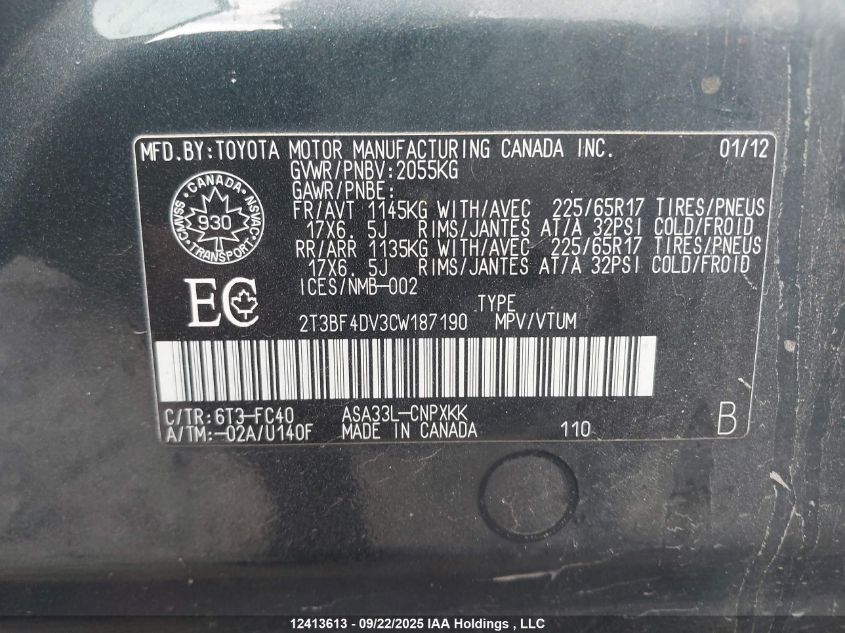 MFD.BY:TOYOTA MOTOR MANUFACTURING CANADA INC. 01/12
GVWR/PNBV:2055KG
GAWR/PNBE:
FR/AVT 1145KG WITH/AVEC 225/65R17 TIRES/PNEUS
17X6. 5J RIMS/JANTES AT/A 32PSI COLD/FROID
RR/ARR 1135KG WITH/AVEC 225/65R17 TIRES/PNEUS
17X6. 5J RIMS/JANTES AT/A 32PSI COLD/FROID
CANADA
CMVSS 930 NSVAC
TRANSPORT
ICES/NMB-002
EC
TYPE
2T3BF4DV3CW187190 MPV/VTUM
C/TR:6T3-FC40 ASA33L-CNPXKK
A/TM:-02A/U140F MADE IN CANADA 110 B
12413613 - 09/22/2025 IAA Holdings , LLC